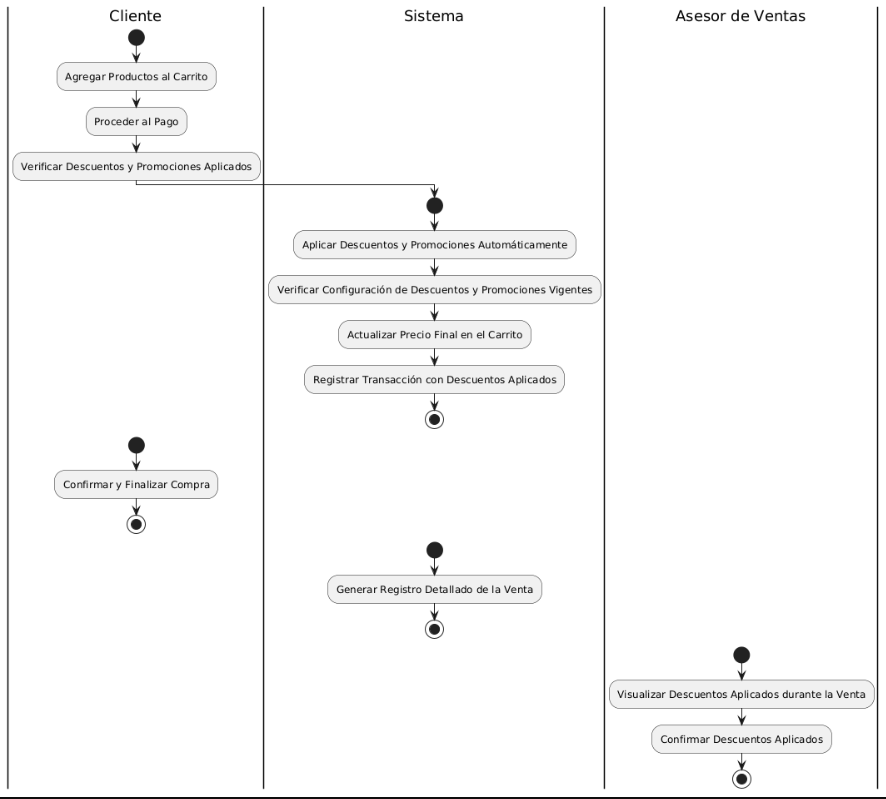 Cliente
Sistema
Asesor de Ventas
Agregar Productos al Carrito
Proceder al Pago
Verificar Descuentos y Promociones Aplicados
Aplicar Descuentos y Promociones Automáticamente
Verificar Configuración de Descuentos y Promociones Vigentes
Actualizar Precio Final en el Carrito
Registrar Transacción con Descuentos Aplicados
Confirmar y Finalizar Compra
Generar Registro Detallado de la Venta
Visualizar Descuentos Aplicados durante la Venta
Confirmar Descuentos Aplicados